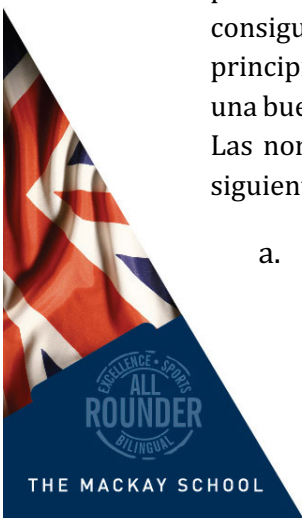 consigu
princip
una bue
Las nor
siguient
a.
EXCELLENCE • SPORTS
ALL
ROUNDER
BILINGUAL
THE MACKAY SCHOOL